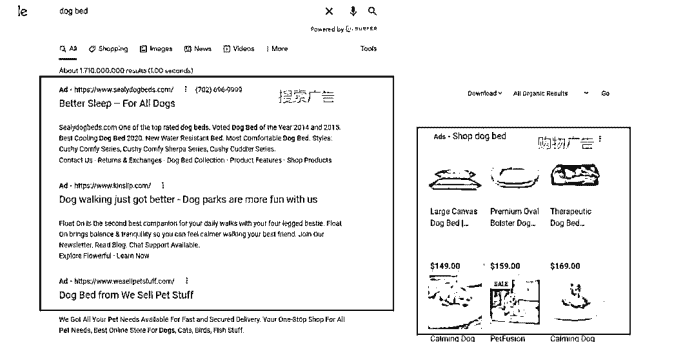 le
dog bed
Powered by SURFER
All Shopping Images News Videos More Tools
About 1,710,000,000 results (1.00 seconds)
Ad · https://www.sealydogbeds.com/ (702) 696-9999
搜索广告
Better Sleep – For All Dogs
Sealydogbeds.com One of the top rated dog beds. Voted Dog Bed of the Year 2014 and 2015.
Best Cooling Dog Bed 2020. New Water Resistant Bed. Most Comfortable Dog Bed. Styles:
Cushy Comfy Series, Cushy Comfy Sherpa Series, Cushy Cuddler Series.
Contact Us · Returns & Exchanges · Dog Bed Collection · Product Features · Shop Products
Ad · https://www.kinslip.com/
Dog walking just got better - Dog parks are more fun with us
Float On is the second best companion for your daily walks with your four legged bestie. Float
On brings balance & tranquility so you can feel calmer walking your best friend. Join Our
Newsletter. Read Blog. Chat Support Available.
Explore Flowerful · Learn Now
Ad · https://www.wesellpetstuff.com/
Dog Bed from We Sell Pet Stuff
We Got All Your Pet Needs Available For Fast and Secured Delivery. Your One-Stop Shop For All
Pet Needs, Best Online Store For Dogs, Cats, Birds, Fish Stuff.
Download All Organic Results Go
Ads · Shop dog bed
购物广告
Large Canvas Premium Oval Therapeutic
Dog Bed |... Bolster Dog... Dog Bed...
$149.00 $159.00 $169.00
SALE
Calming Dog PetFusion Calming Dog